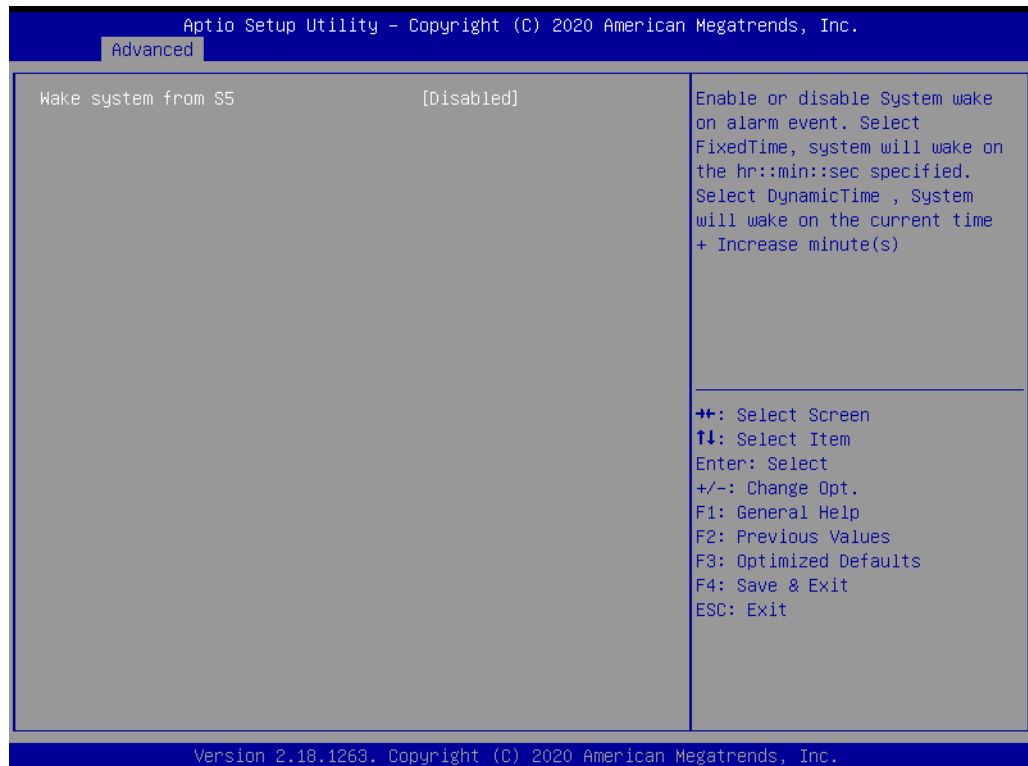 Aptio Setup Utility – Copyright (C) 2020 American Megatrends, Inc.
Advanced
Wake system from S5 [Disabled]
Enable or disable System wake
on alarm event. Select
FixedTime, system will wake on
the hr::min::sec specified.
Select DynamicTime , System
will wake on the current time
+ Increase minute(s)
→←: Select Screen
↑↓: Select Item
Enter: Select
+/-: Change Opt.
F1: General Help
F2: Previous Values
F3: Optimized Defaults
F4: Save & Exit
ESC: Exit
Version 2.18.1263. Copyright (C) 2020 American Megatrends, Inc.